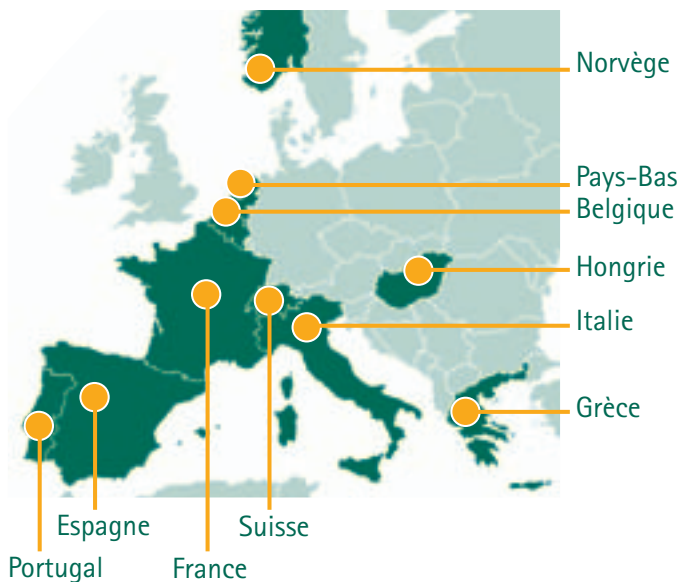 Norvège
Pays-Bas
Belgique
Hongrie
Italie
Grèce
Espagne
Suisse
Portugal
France